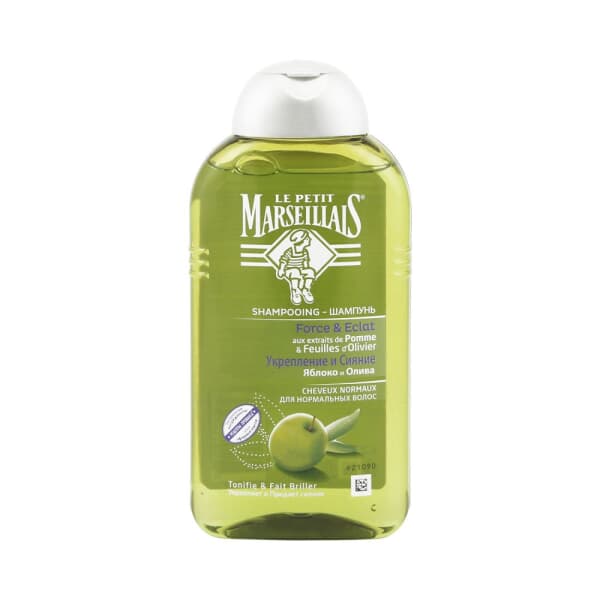 LE PETIT
MARSEILLAIS®
SHAMPOOING – ШАМПУНЬ
Force & Eclat
aux extraits de Pomme
& Feuilles d'Olivier
Укрепление и Сияние
Яблоко и Олива
CHEVEUX NORMAUX
ДЛЯ НОРМАЛЬНЫХ ВОЛОС
#21090
Tonifie & Fait Briller
Укрепляет и Придает сияние